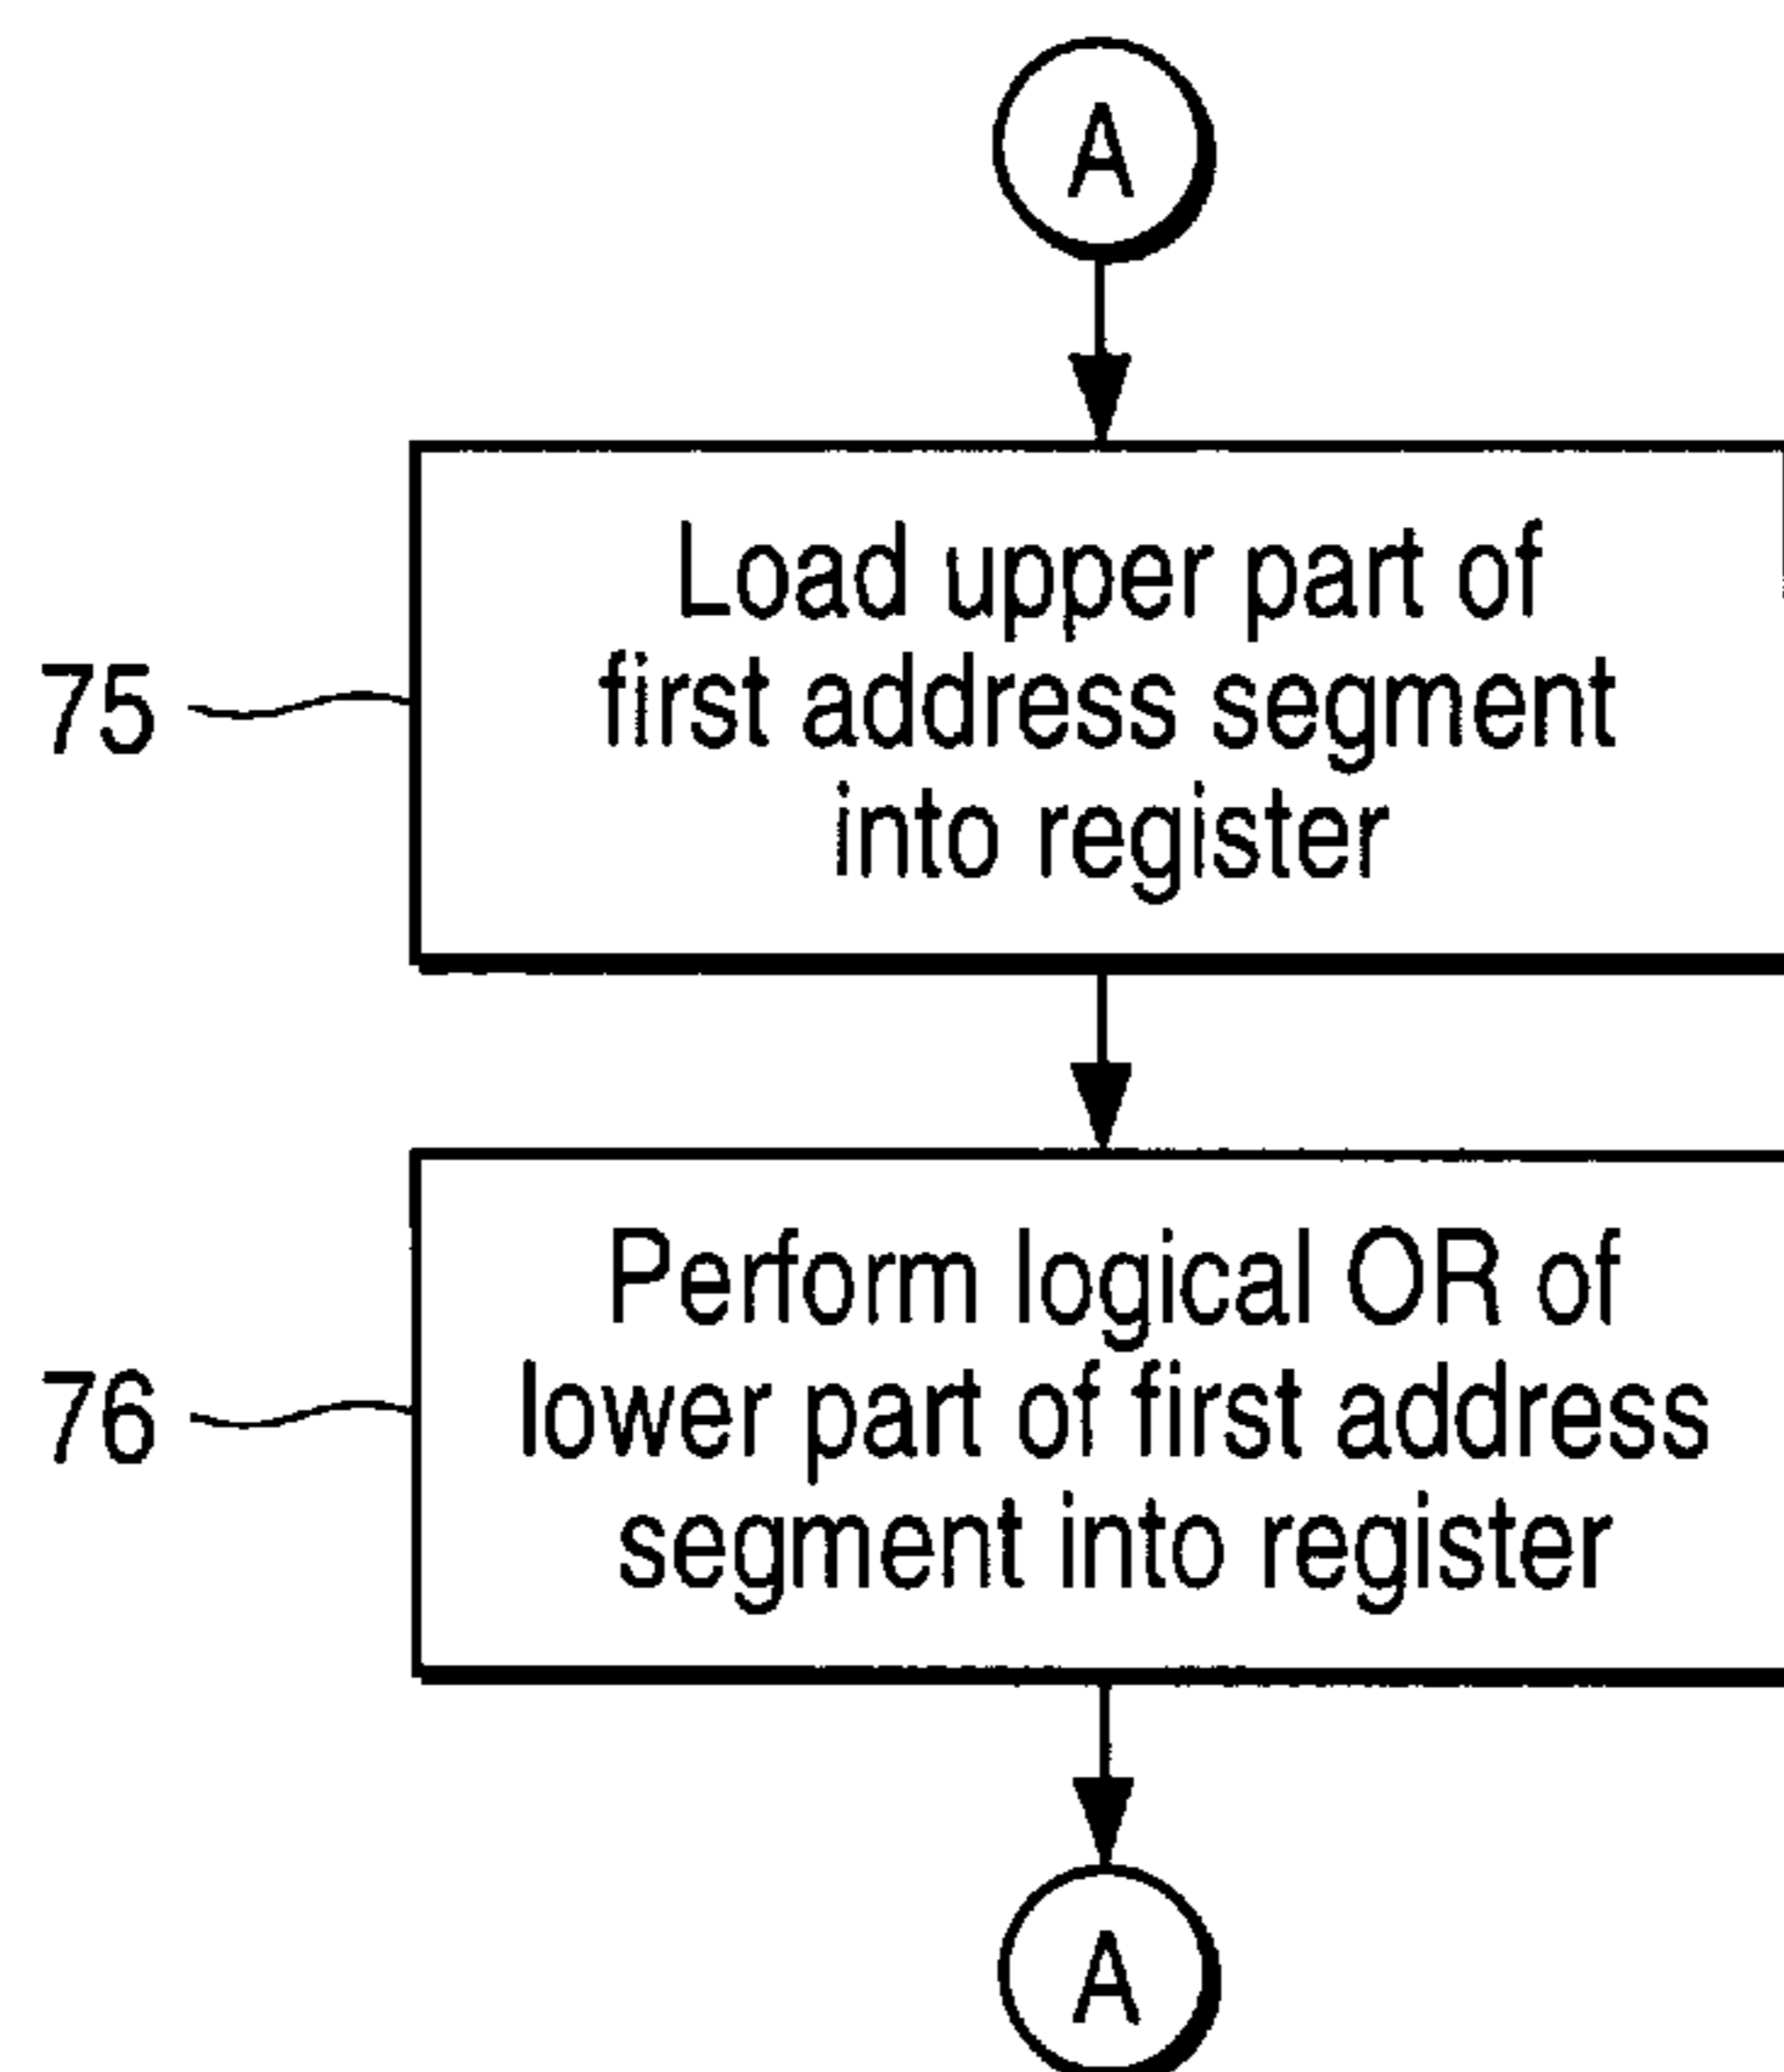 A
Load upper part of
first address segment
into register
75
Perform logical OR of
lower part of first address
segment into register
76
A